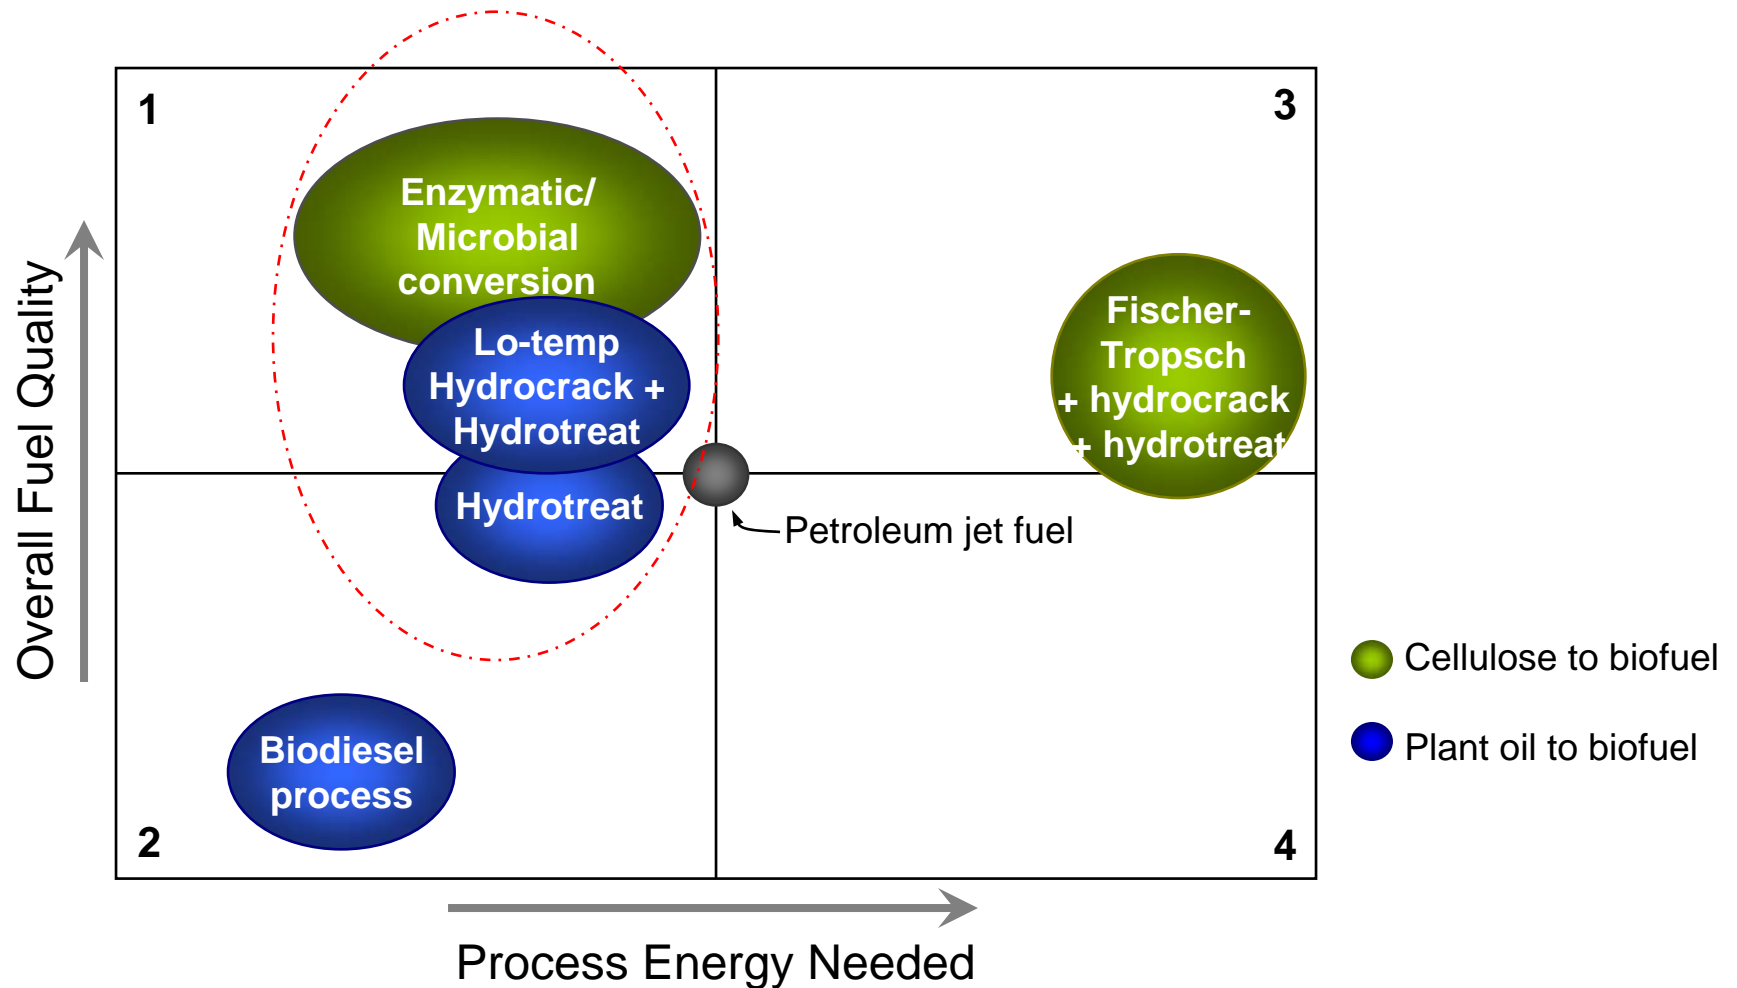 1
3
Enzymatic/
Microbial
conversion
Lo-temp
Hydrocrack +
Hydrotreat
Fischer-
Tropsch
+ hydrocrack
+ hydrotreat
Hydrotreat
Petroleum jet fuel
Overall Fuel Quality
Cellulose to biofuel
Plant oil to biofuel
Biodiesel
process
2
4
Process Energy Needed